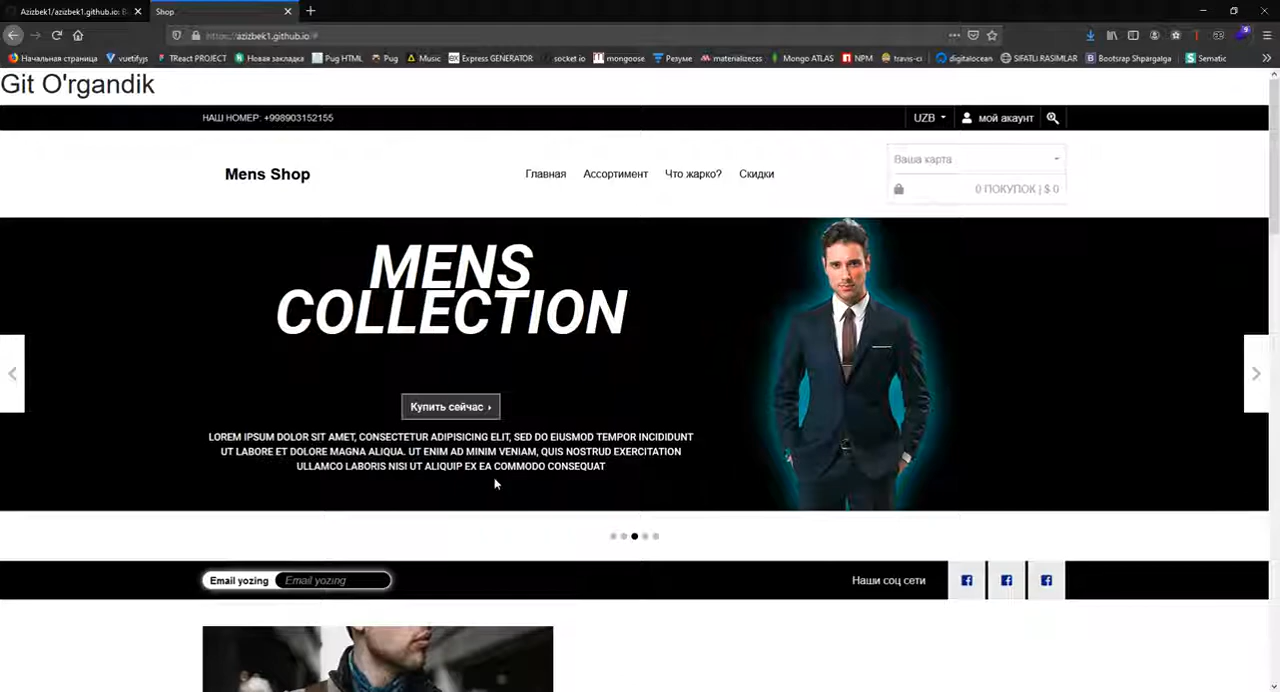 Azizbek1/azizbek1.github.io: B
Shop
https://azizbek1.github.io
Начальная страница
vuetifyjs
TReact PROJECT
Новая закладка
Pug HTML
Pug
Music
Express GENERATOR
socket io
mongoose
Резуме
materializecss
Mongo ATLAS
NPM
travis-ci
digitalocean
SIFATLI RASIMLAR
Bootsrap Shpargalga
Sematic
Git O'rgandik
НАШ НОМЕР: +998903152155
UZB
мой акаунт
Mens Shop
Главная
Ассортимент
Что жарко?
Скидки
Ваша карта
0 ПОКУПОК | $ 0
MENS
COLLECTION
Купить сейчас ›
LOREM IPSUM DOLOR SIT AMET, CONSECTETUR ADIPISICING ELIT, SED DO EIUSMOD TEMPOR INCIDIDUNT
UT LABORE ET DOLORE MAGNA ALIQUA. UT ENIM AD MINIM VENIAM, QUIS NOSTRUD EXERCITATION
ULLAMCO LABORIS NISI UT ALIQUIP EX EA COMMODO CONSEQUAT
Email yozing
Email yozing
Наши соц сети